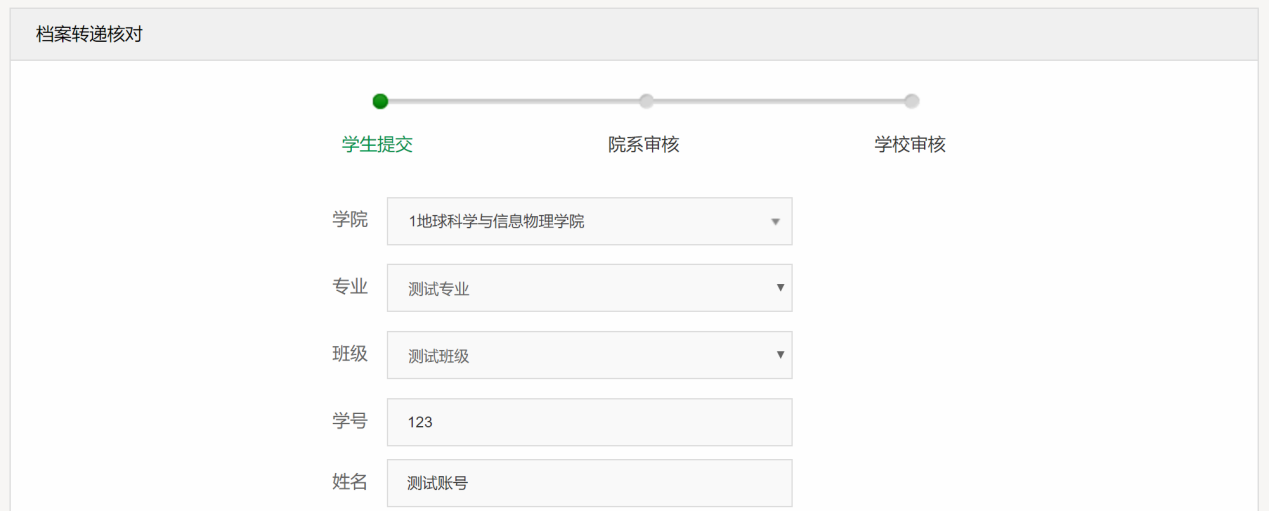 档案转递核对
学生提交 院系审核 学校审核
学院 1地球科学与信息物理学院
专业 测试专业
班级 测试班级
学号 123
姓名 测试账号